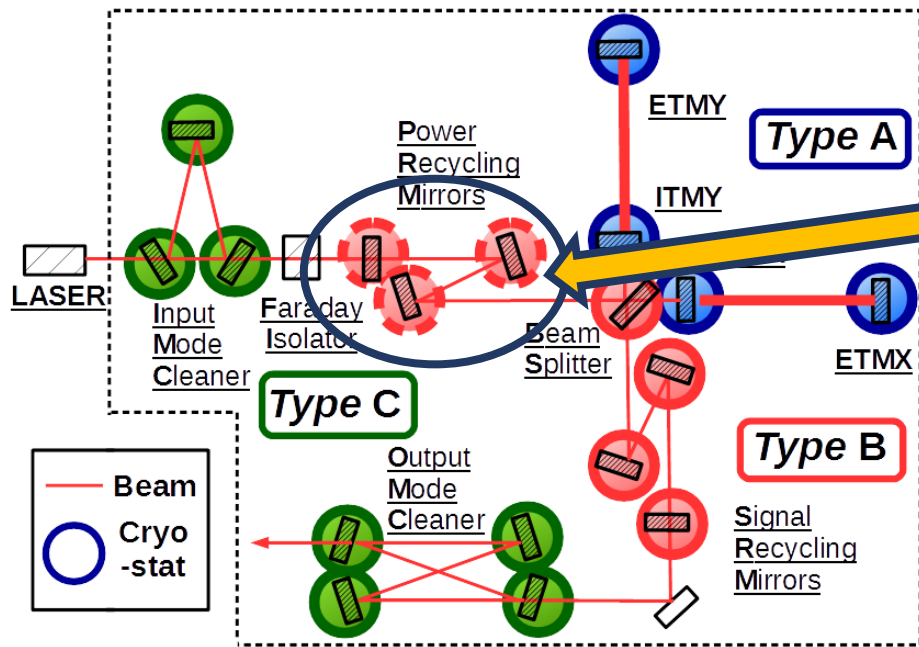 ETMY
Type A
Power
Recycling
Mirrors
ITMY
LASER
Input
Mode
Cleaner
Faraday
Isolator
Beam
Splitter
ETMX
Type C
Type B
Output
Mode
Cleaner
Signal
Recycling
Mirrors
Beam
Cryo
-stat